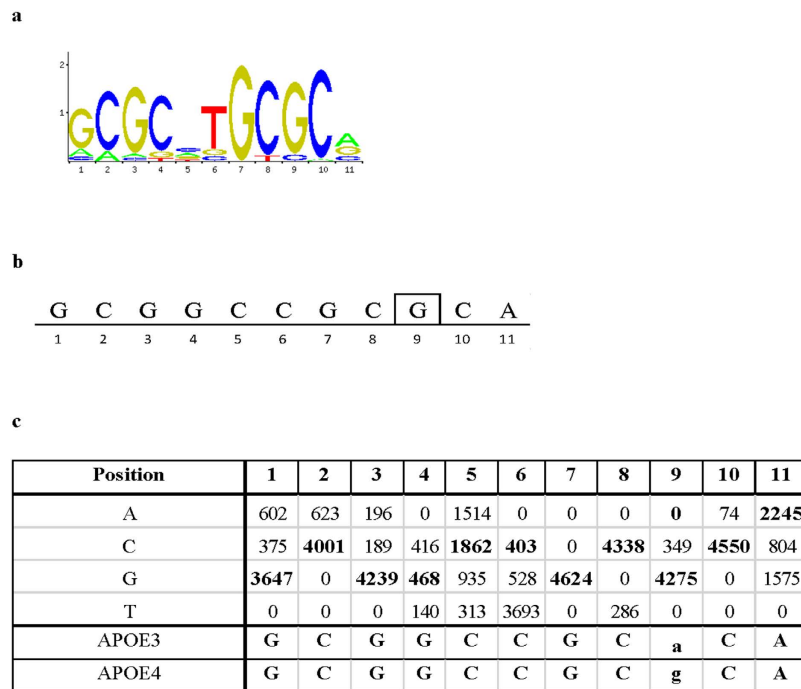 a
2
1
G C G C T G C G C A
1 2 3 4 5 6 7 8 9 10 11
b
G C G G C C G C G C A
1 2 3 4 5 6 7 8 9 10 11
c
Position 1 2 3 4 5 6 7 8 9 10 11
A 602 623 196 0 1514 0 0 0 0 74 2245
C 375 4001 189 416 1862 403 0 4338 349 4550 804
G 3647 0 4239 468 935 528 4624 0 4275 0 1575
T 0 0 0 140 313 3693 0 286 0 0 0
APOE3 G C G G C C G C a C A
APOE4 G C G G C C G C g C A